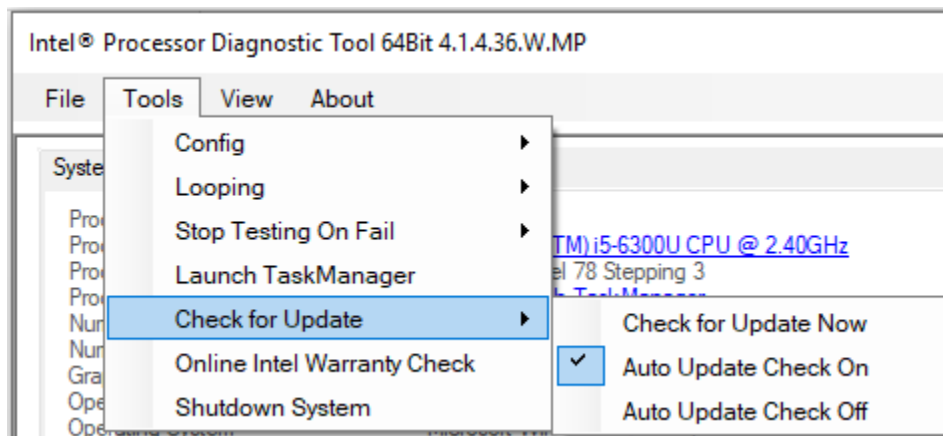 Intel® Processor Diagnostic Tool 64Bit 4.1.4.36.W.MP
File Tools View About
Config
Looping
Stop Testing On Fail
TM) i5-6300U CPU @ 2.40GHz
78 Stepping 3
Launch TaskManager
Check for Update
Check for Update Now
Online Intel Warranty Check
Auto Update Check On
Shutdown System
Auto Update Check Off